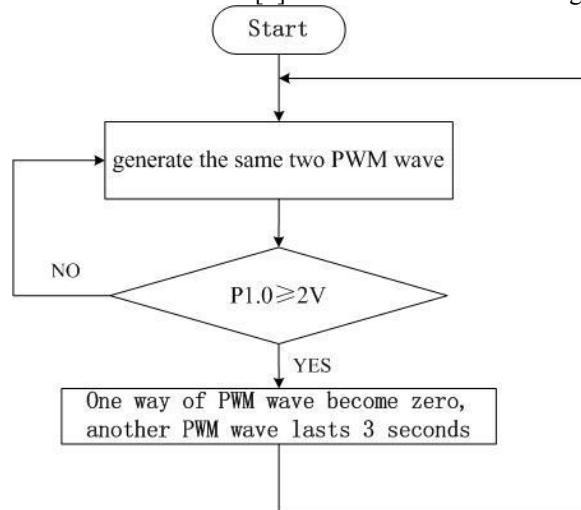 Start
generate the same two PWM wave
NO
P1.0≥2V
YES
One way of PWM wave become zero,
another PWM wave lasts 3 seconds